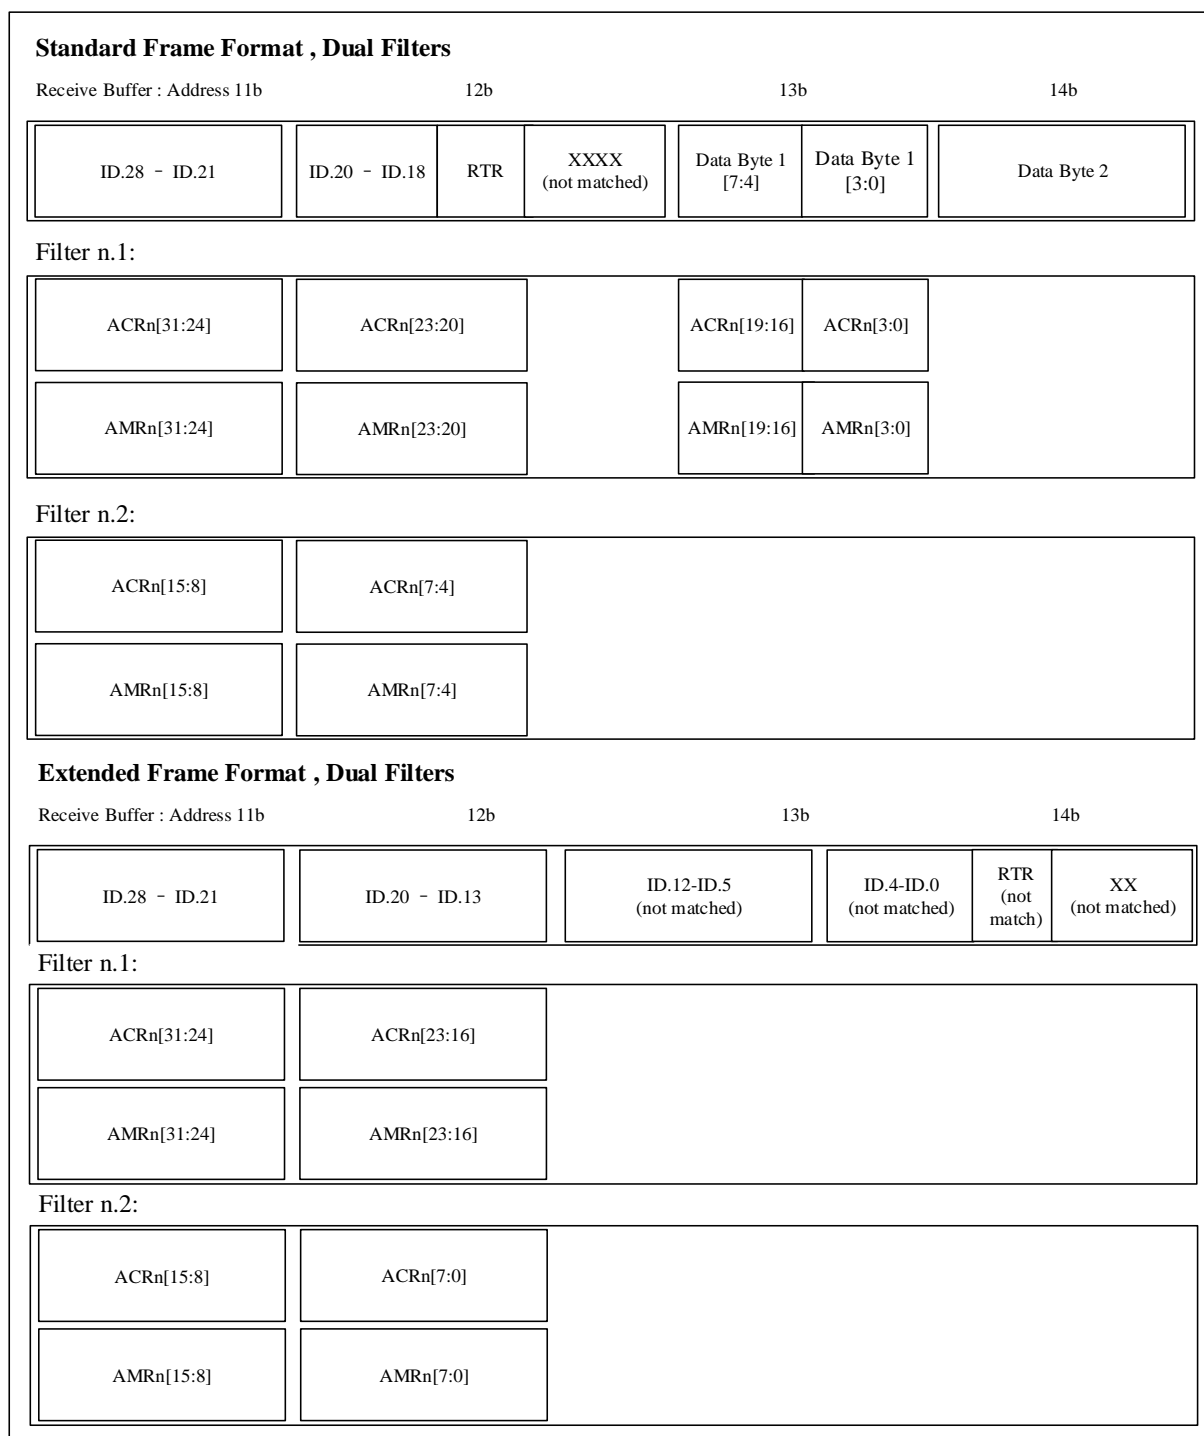 Standard Frame Format , Dual Filters
Receive Buffer : Address 11b 12b 13b 14b
ID.28 – ID.21 ID.20 – ID.18 RTR XXXX (not matched) Data Byte 1 [7:4] Data Byte 1 [3:0] Data Byte 2
Filter n.1:
ACRn[31:24] ACRn[23:20] ACRn[19:16] ACRn[3:0]
AMRn[31:24] AMRn[23:20] AMRn[19:16] AMRn[3:0]
Filter n.2:
ACRn[15:8] ACRn[7:4]
AMRn[15:8] AMRn[7:4]
Extended Frame Format , Dual Filters
Receive Buffer : Address 11b 12b 13b 14b
ID.28 – ID.21 ID.20 – ID.13 ID.12-ID.5 (not matched) ID.4-ID.0 (not matched) RTR (not match) XX (not matched)
Filter n.1:
ACRn[31:24] ACRn[23:16]
AMRn[31:24] AMRn[23:16]
Filter n.2:
ACRn[15:8] ACRn[7:0]
AMRn[15:8] AMRn[7:0]